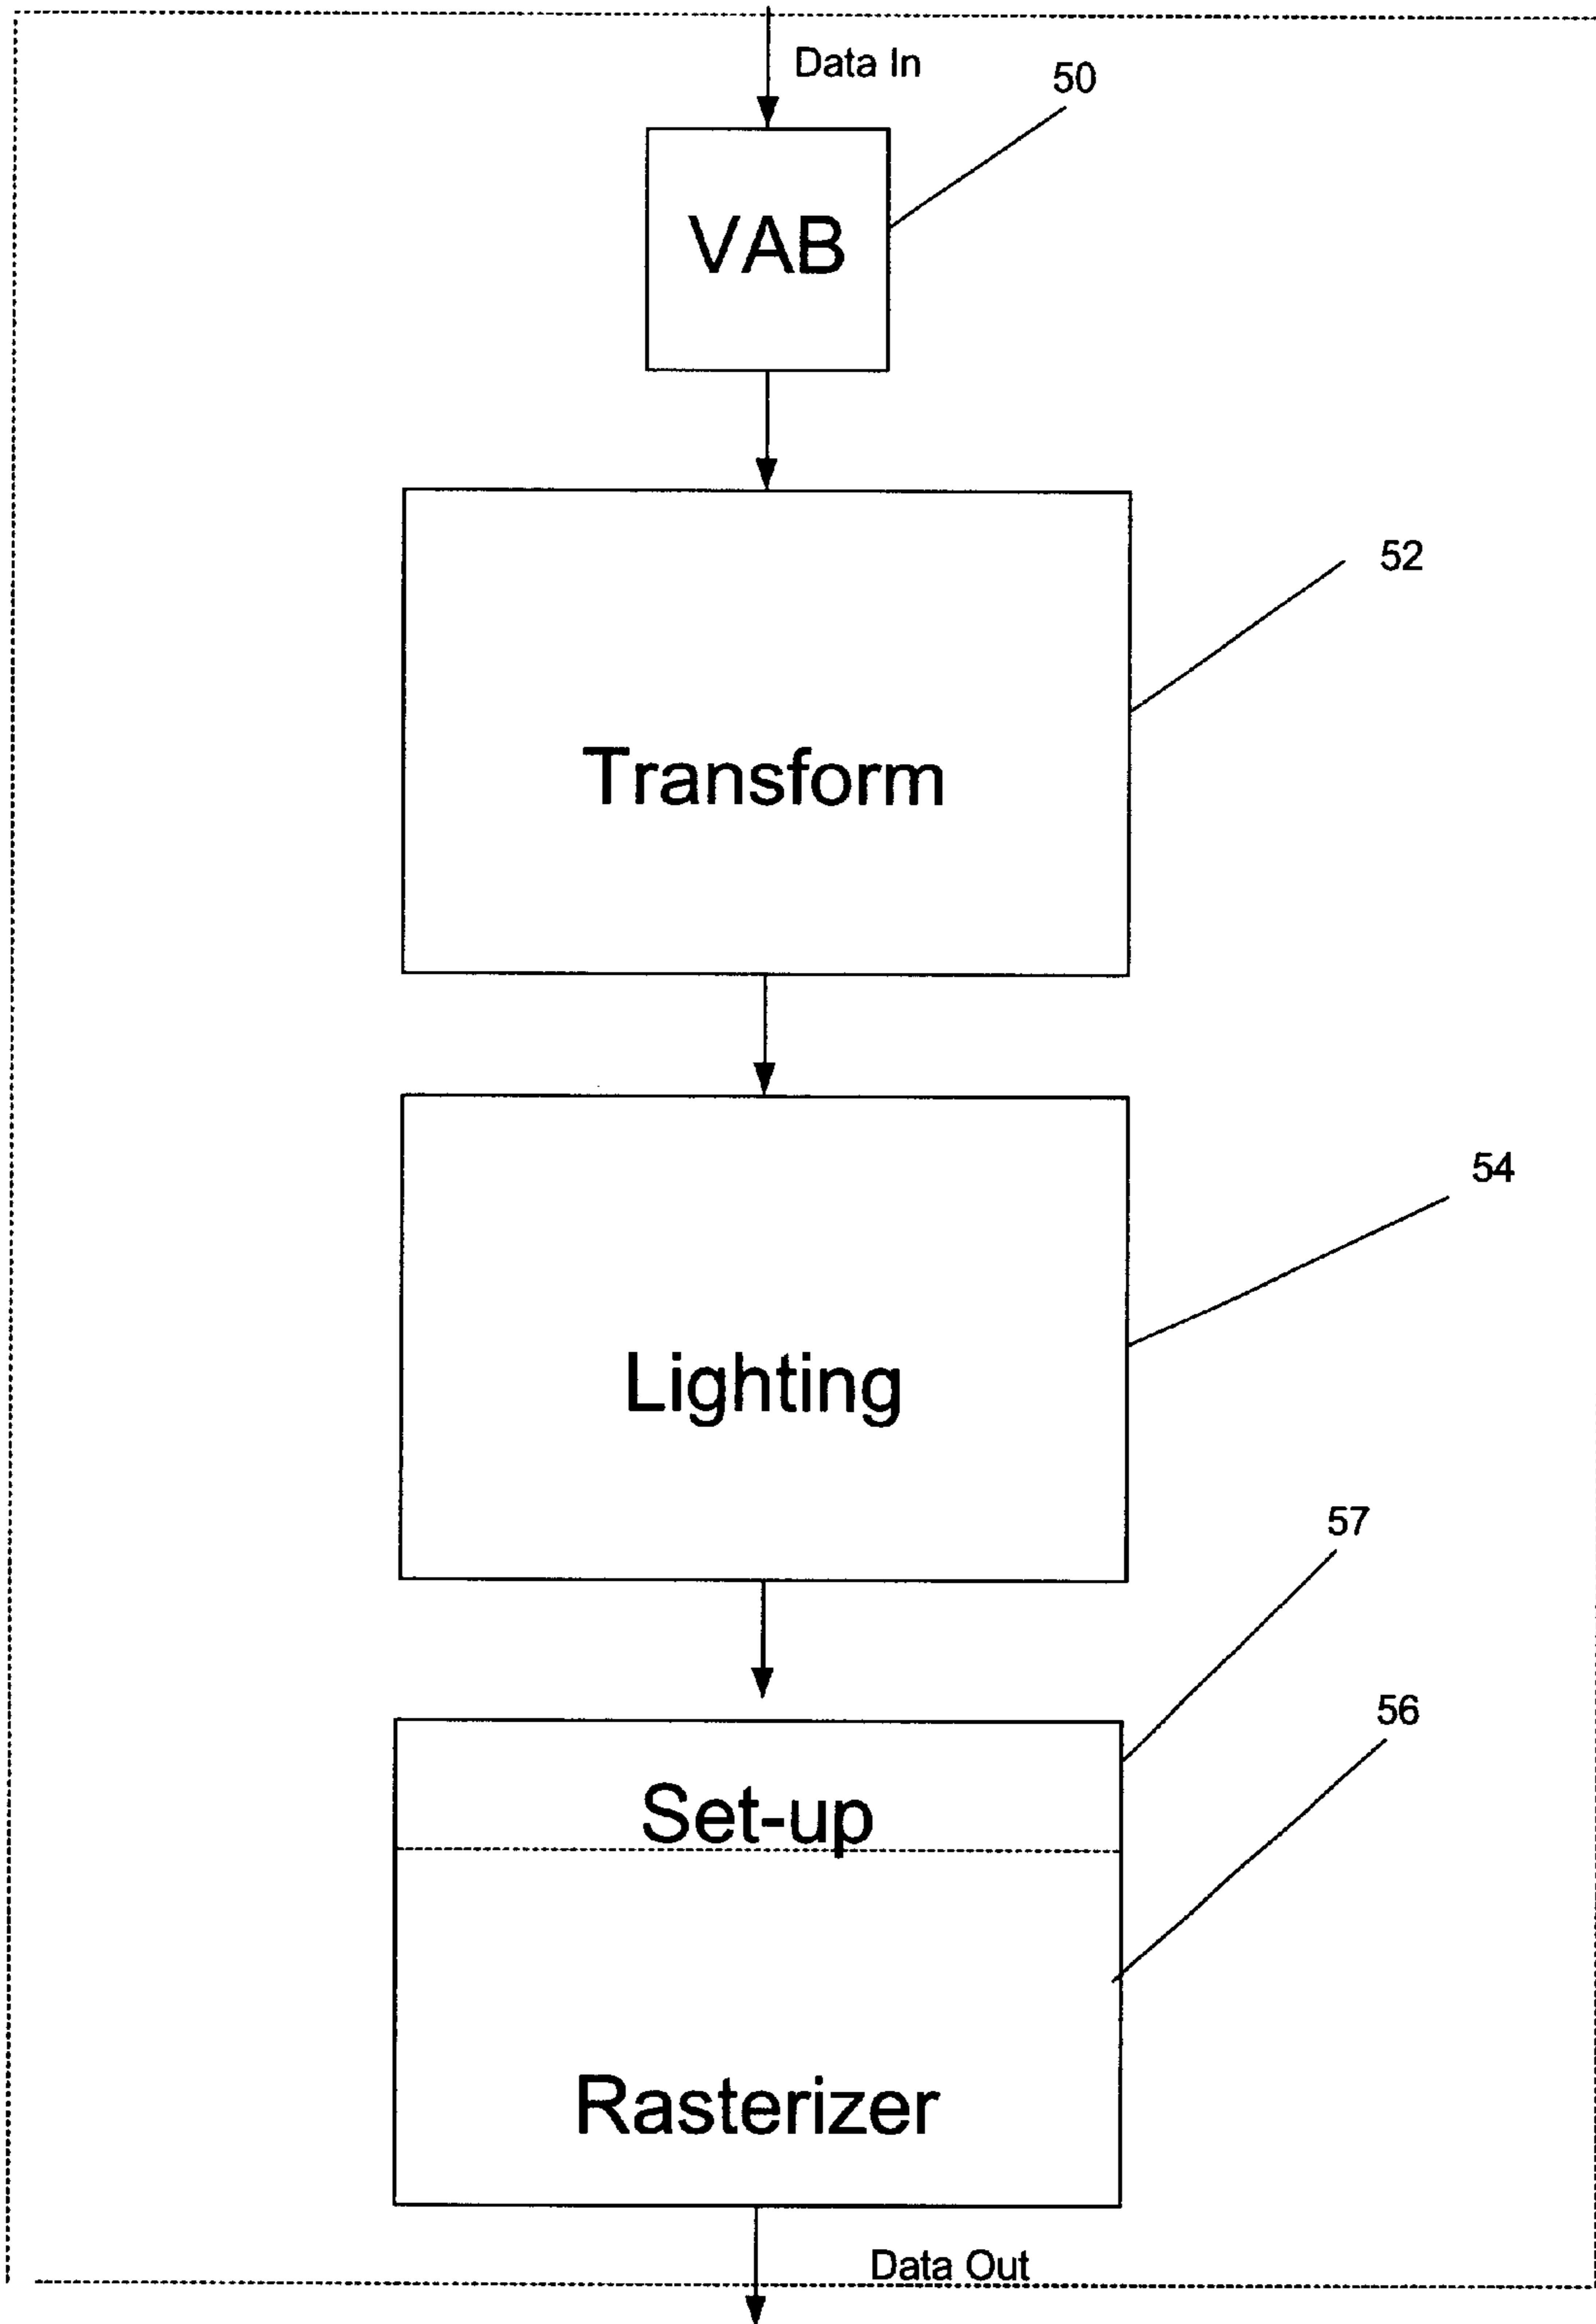 Data In
50
VAB
52
Transform
54
Lighting
57
56
Set-up
Rasterizer
Data Out